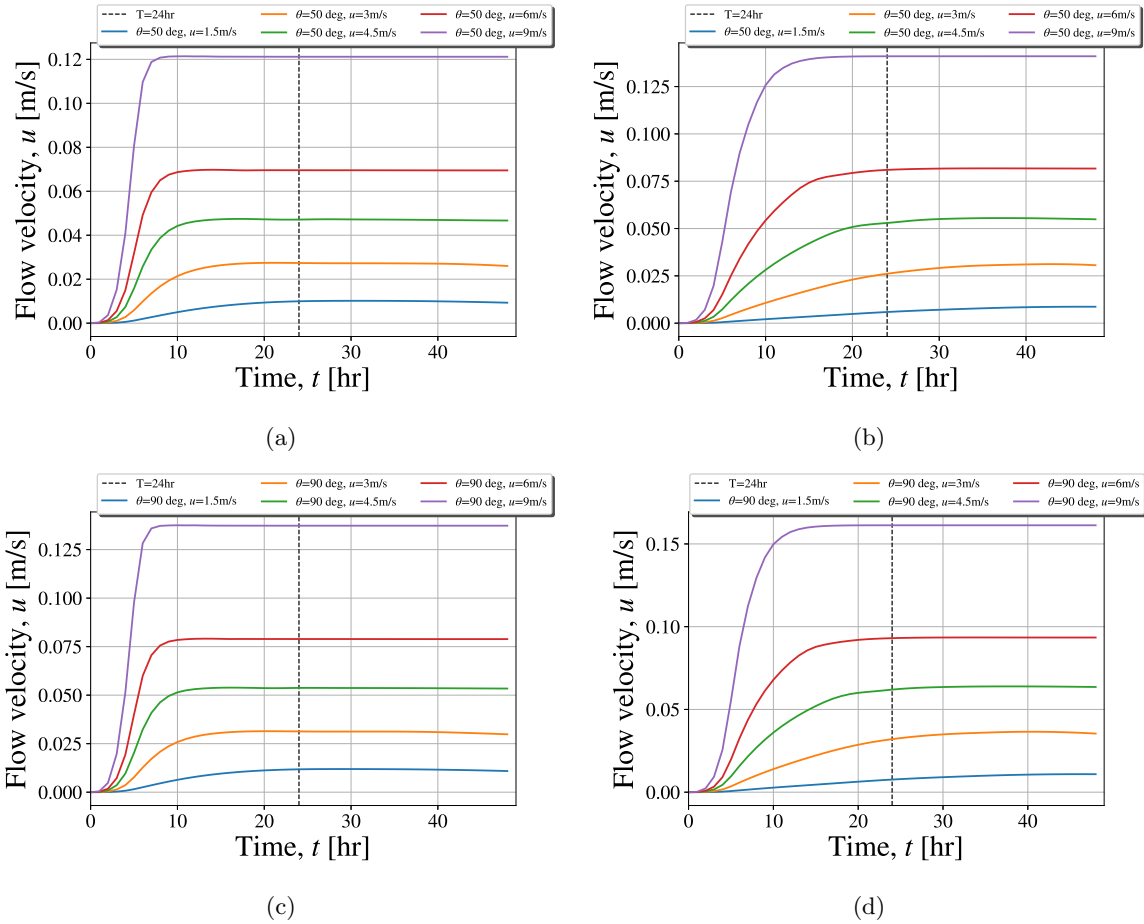 T=24hr θ=50 deg, u=3m/s θ=50 deg, u=6m/s
θ=50 deg, u=1.5m/s θ=50 deg, u=4.5m/s θ=50 deg, u=9m/s
0.12
0.10
0.08
0.06
0.04
0.02
0.00
Flow velocity, u [m/s]
0 10 20 30 40
Time, t [hr]
(a)
T=24hr θ=50 deg, u=3m/s θ=50 deg, u=6m/s
θ=50 deg, u=1.5m/s θ=50 deg, u=4.5m/s θ=50 deg, u=9m/s
0.125
0.100
0.075
0.050
0.025
0.000
Flow velocity, u [m/s]
0 10 20 30 40
Time, t [hr]
(b)
T=24hr θ=90 deg, u=3m/s θ=90 deg, u=6m/s
θ=90 deg, u=1.5m/s θ=90 deg, u=4.5m/s θ=90 deg, u=9m/s
0.125
0.100
0.075
0.050
0.025
0.000
Flow velocity, u [m/s]
0 10 20 30 40
Time, t [hr]
(c)
T=24hr θ=90 deg, u=3m/s θ=90 deg, u=6m/s
θ=90 deg, u=1.5m/s θ=90 deg, u=4.5m/s θ=90 deg, u=9m/s
0.15
0.10
0.05
0.00
Flow velocity, u [m/s]
0 10 20 30 40
Time, t [hr]
(d)